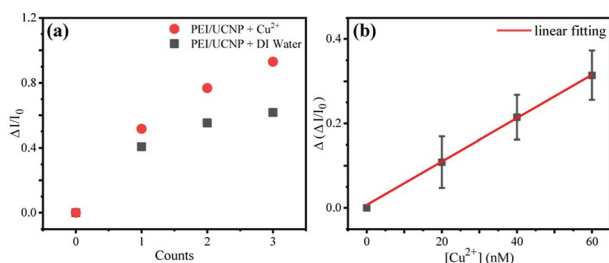 (a)
PEI/UCNP + Cu²⁺
PEI/UCNP + DI Water
ΔI/I₀
1.2
0.8
0.4
0.0
0 1 2 3
Counts
(b)
linear fitting
Δ (ΔI/I₀)
0.4
0.2
0.0
0 20 40 60
[Cu²⁺] (nM)